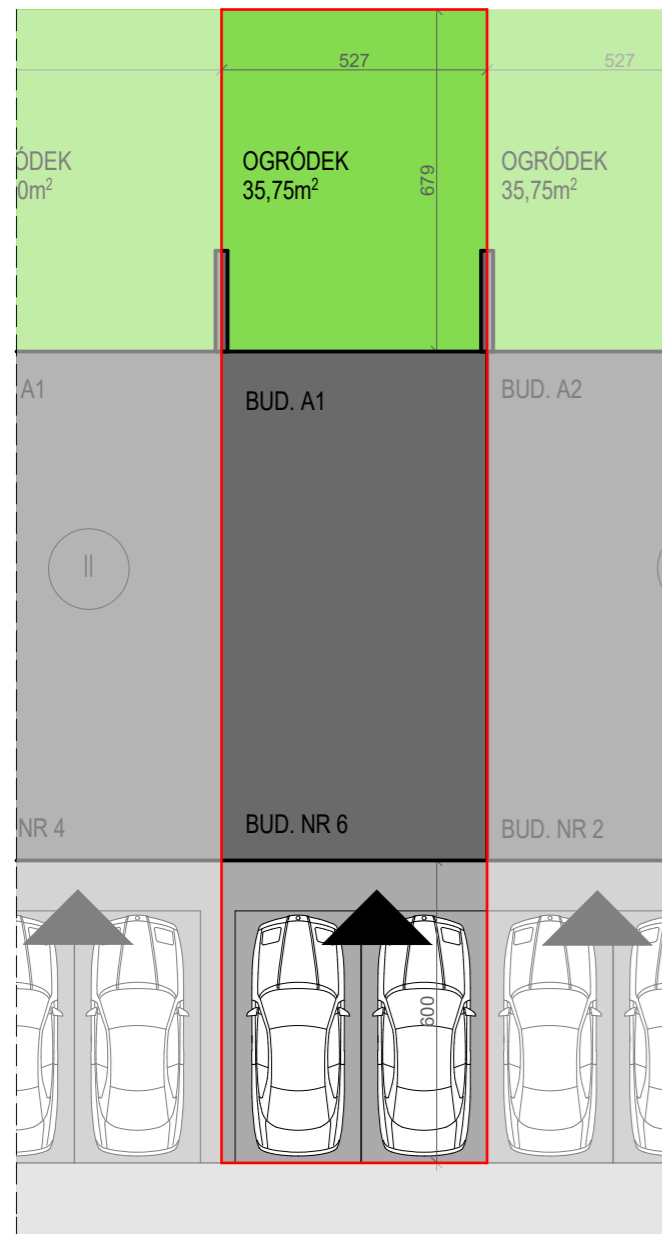 527
527
ÓDEK
0m²
OGRÓDEK
35,75m²
679
OGRÓDEK
35,75m²
A1
BUD. A1
BUD. A2
II
NR 4
BUD. NR 6
BUD. NR 2
600